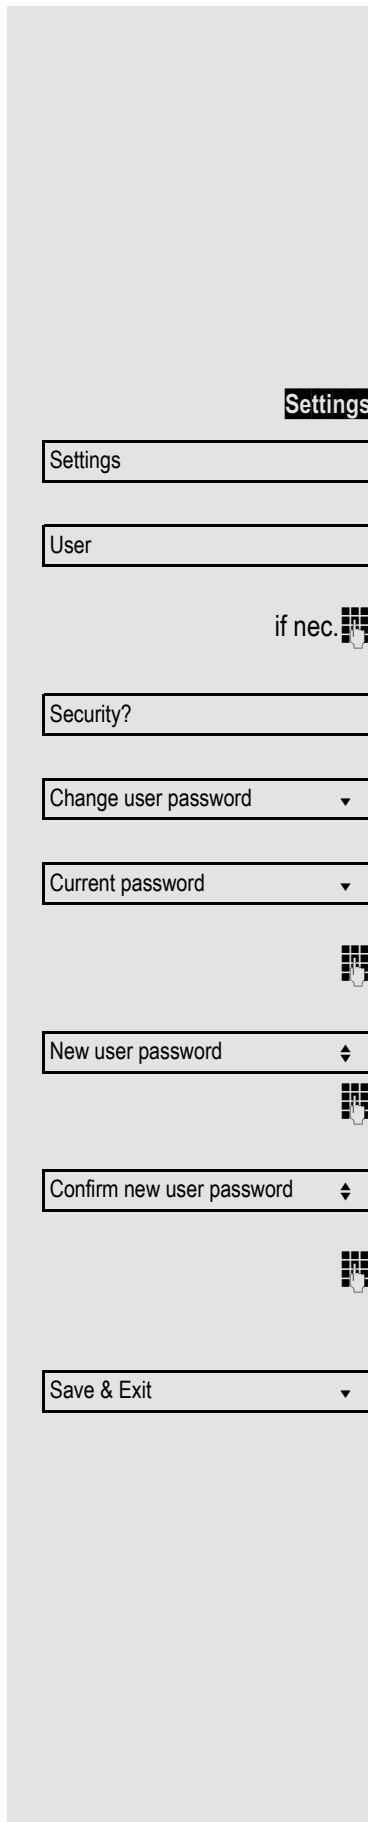 Settings
Settings
User
if nec.
Security?
Change user password
Current password
New user password
Confirm new user password
Save & Exit